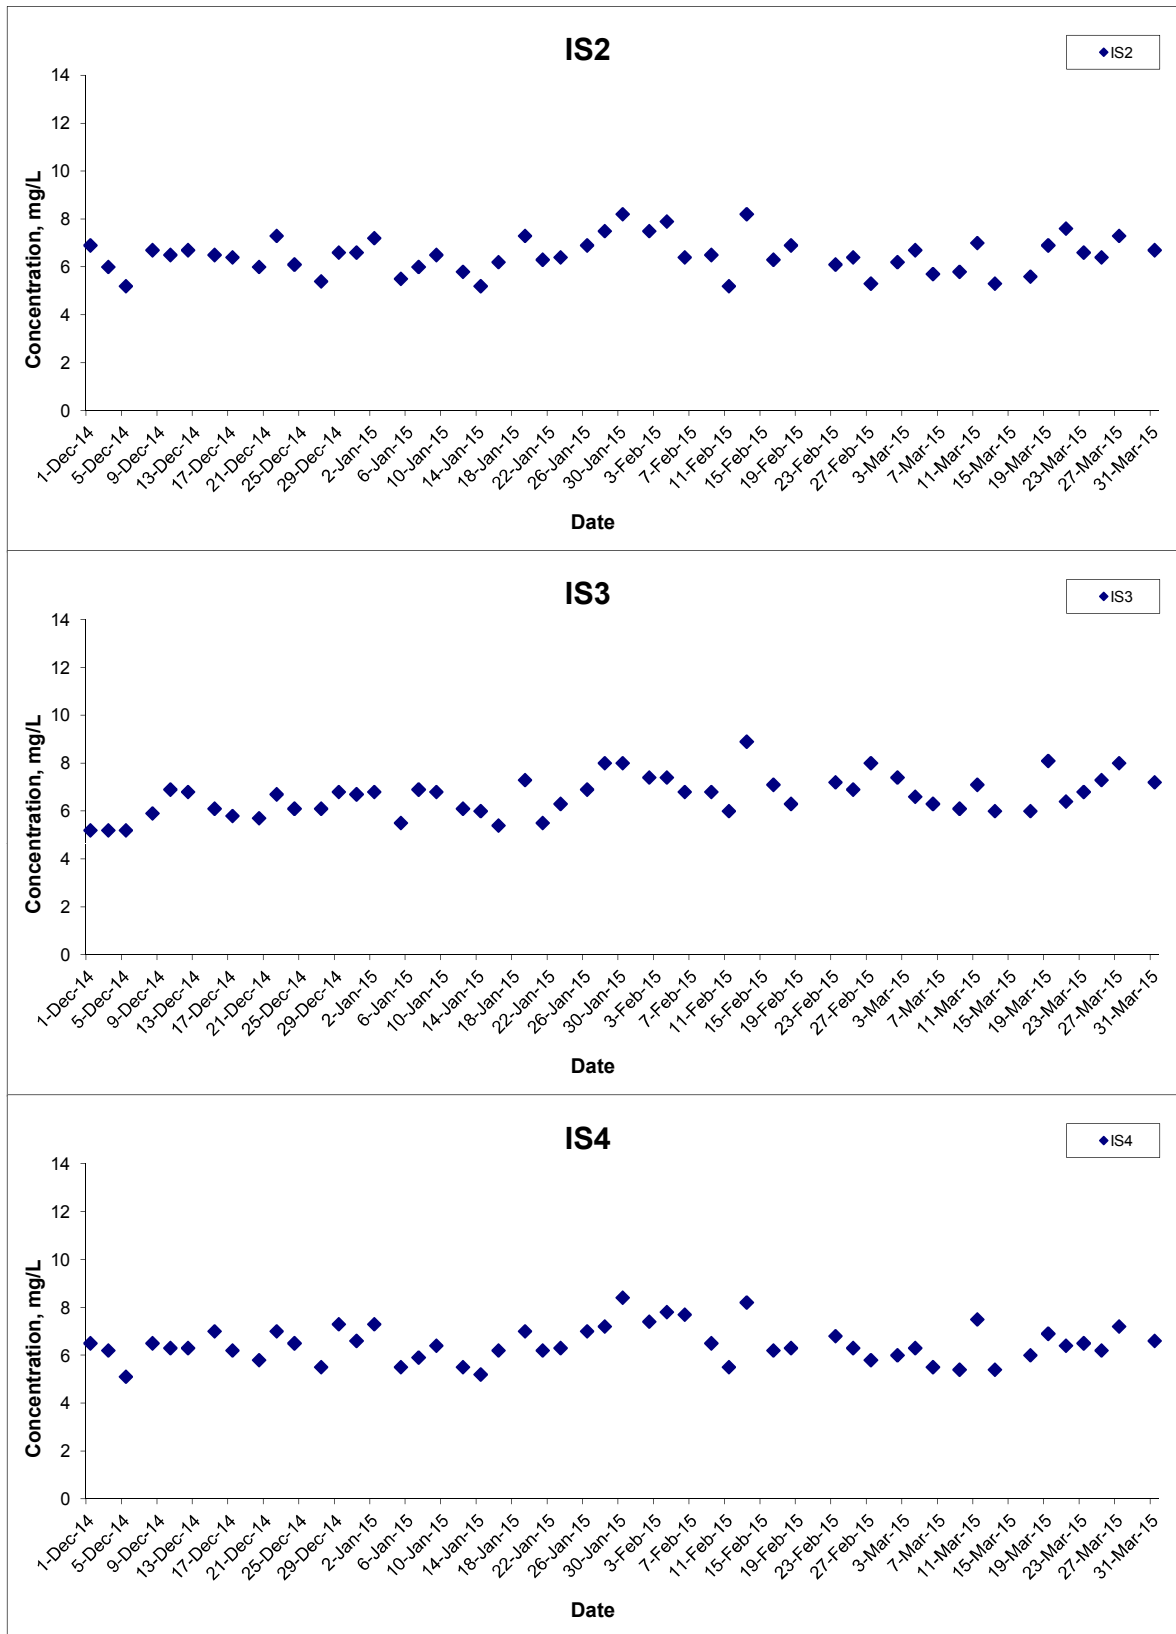 IS2
IS2
14
12
10
8
6
4
2
0
Concentration, mg/L
1-Dec-14 5-Dec-14 9-Dec-14 13-Dec-14 17-Dec-14 21-Dec-14 25-Dec-14 29-Dec-14 2-Jan-15 6-Jan-15 10-Jan-15 14-Jan-15 18-Jan-15 22-Jan-15 26-Jan-15 30-Jan-15 3-Feb-15 7-Feb-15 11-Feb-15 15-Feb-15 19-Feb-15 23-Feb-15 27-Feb-15 3-Mar-15 7-Mar-15 11-Mar-15 15-Mar-15 19-Mar-15 23-Mar-15 27-Mar-15 31-Mar-15
Date
IS3
IS3
14
12
10
8
6
4
2
0
Concentration, mg/L
1-Dec-14 5-Dec-14 9-Dec-14 13-Dec-14 17-Dec-14 21-Dec-14 25-Dec-14 29-Dec-14 2-Jan-15 6-Jan-15 10-Jan-15 14-Jan-15 18-Jan-15 22-Jan-15 26-Jan-15 30-Jan-15 3-Feb-15 7-Feb-15 11-Feb-15 15-Feb-15 19-Feb-15 23-Feb-15 27-Feb-15 3-Mar-15 7-Mar-15 11-Mar-15 15-Mar-15 19-Mar-15 23-Mar-15 27-Mar-15 31-Mar-15
Date
IS4
IS4
14
12
10
8
6
4
2
0
Concentration, mg/L
1-Dec-14 5-Dec-14 9-Dec-14 13-Dec-14 17-Dec-14 21-Dec-14 25-Dec-14 29-Dec-14 2-Jan-15 6-Jan-15 10-Jan-15 14-Jan-15 18-Jan-15 22-Jan-15 26-Jan-15 30-Jan-15 3-Feb-15 7-Feb-15 11-Feb-15 15-Feb-15 19-Feb-15 23-Feb-15 27-Feb-15 3-Mar-15 7-Mar-15 11-Mar-15 15-Mar-15 19-Mar-15 23-Mar-15 27-Mar-15 31-Mar-15
Date